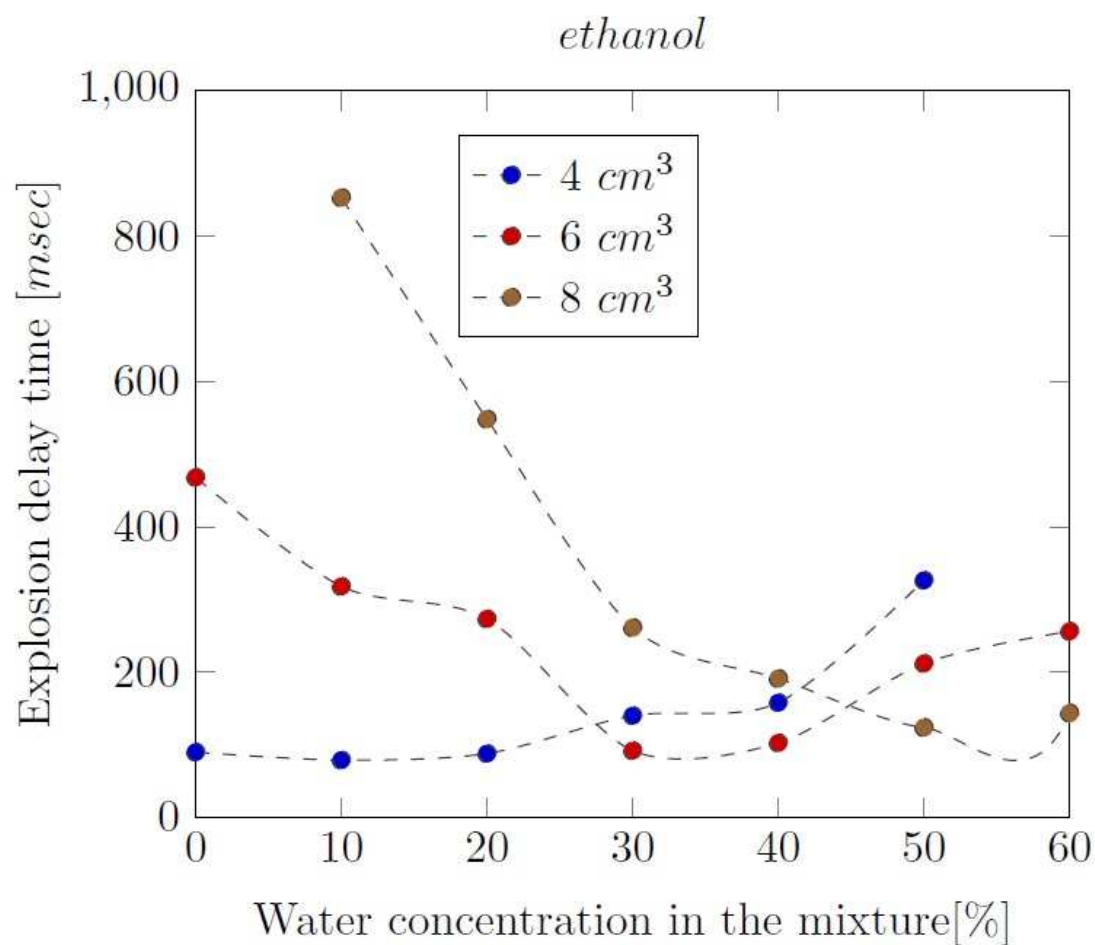 ethanol
1,000
800
600
400
200
0
Explosion delay time [msec]
4 cm³
6 cm³
8 cm³
0 10 20 30 40 50 60
Water concentration in the mixture[%]